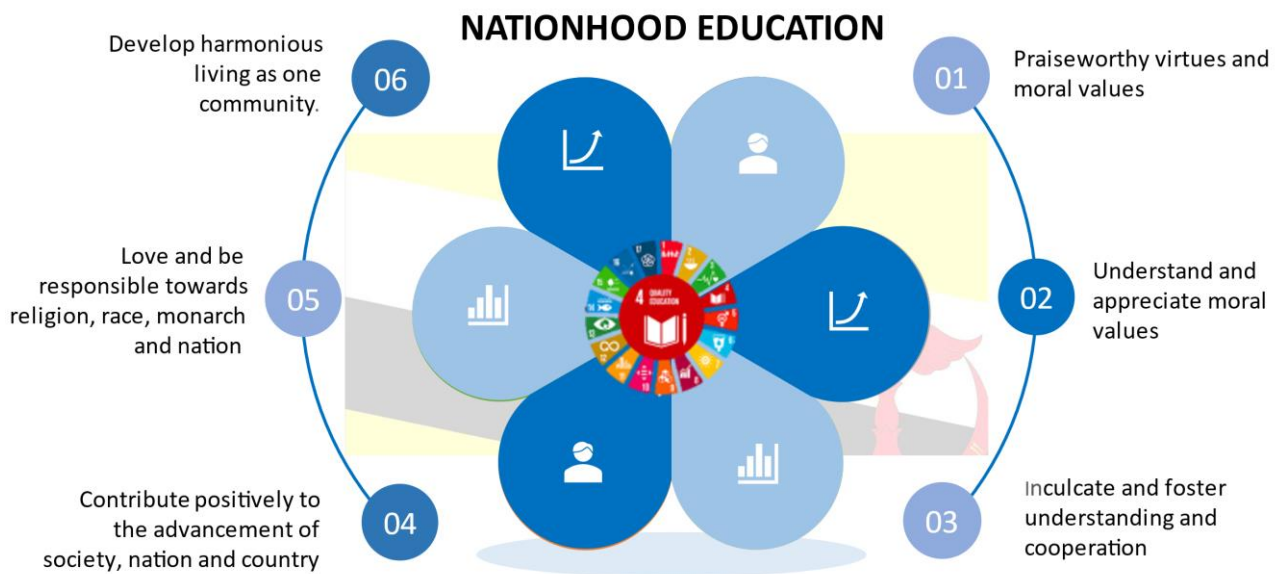 NATIONHOOD EDUCATION
01
Praiseworthy virtues and
moral values
02
Understand and
appreciate moral
values
03
Inculcate and foster
understanding and
cooperation
04
Contribute positively to
the advancement of
society, nation and country
05
Love and be
responsible towards
religion, race, monarch
and nation
06
Develop harmonious
living as one
community.
4 QUALITY
EDUCATION